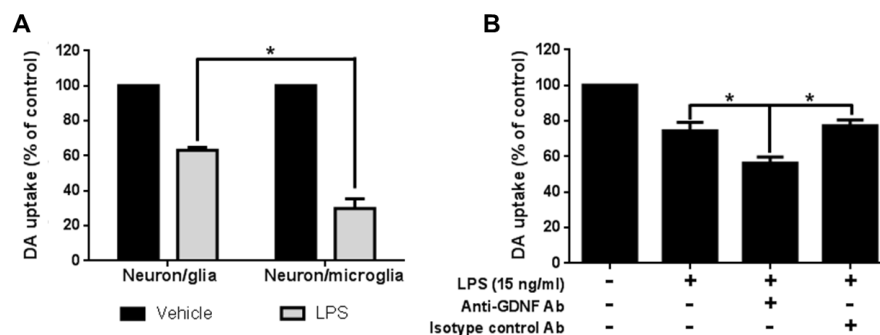 A
DA uptake (% of control)
120
100
80
60
40
20
0
*
Neuron/glia Neuron/microglia
Vehicle LPS
B
DA uptake (% of control)
120
100
80
60
40
20
0
* *
LPS (15 ng/ml) - + + +
Anti-GDNF Ab - - + -
Isotype control Ab - - - +